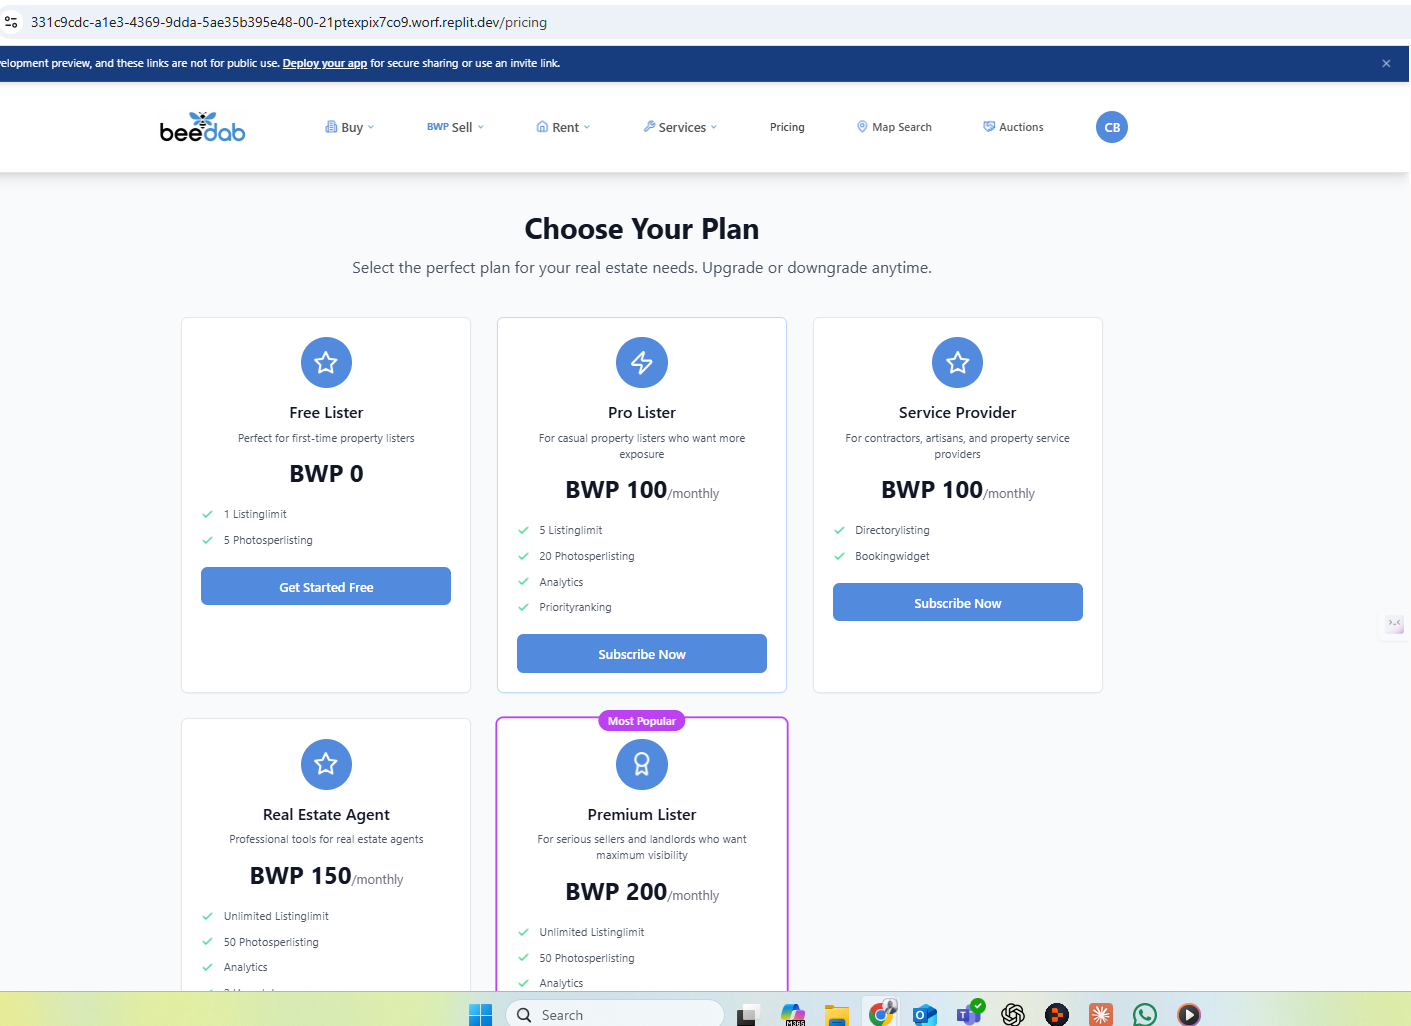 331c9cdc-a1e3-4369-9dda-5ae35b395e48-00-21ptexpix7co9.worf.replit.dev/pricing
velopment preview, and these links are not for public use. Deploy your app for secure sharing or use an invite link.
beedab
Buy
BWP Sell
Rent
Services
Pricing
Map Search
Auctions
CB
Choose Your Plan
Select the perfect plan for your real estate needs. Upgrade or downgrade anytime.
Free Lister
Perfect for first-time property listers
BWP 0
1 Listinglimit
5 Photosperlisting
Get Started Free
Pro Lister
For casual property listers who want more
exposure
BWP 100/monthly
5 Listinglimit
20 Photosperlisting
Analytics
Priorityranking
Subscribe Now
Service Provider
For contractors, artisans, and property service
providers
BWP 100/monthly
Directorylisting
Bookingwidget
Subscribe Now
Real Estate Agent
Professional tools for real estate agents
BWP 150/monthly
Unlimited Listinglimit
50 Photosperlisting
Analytics
Most Popular
Premium Lister
For serious sellers and landlords who want
maximum visibility
BWP 200/monthly
Unlimited Listinglimit
50 Photosperlisting
Analytics
Search
M365